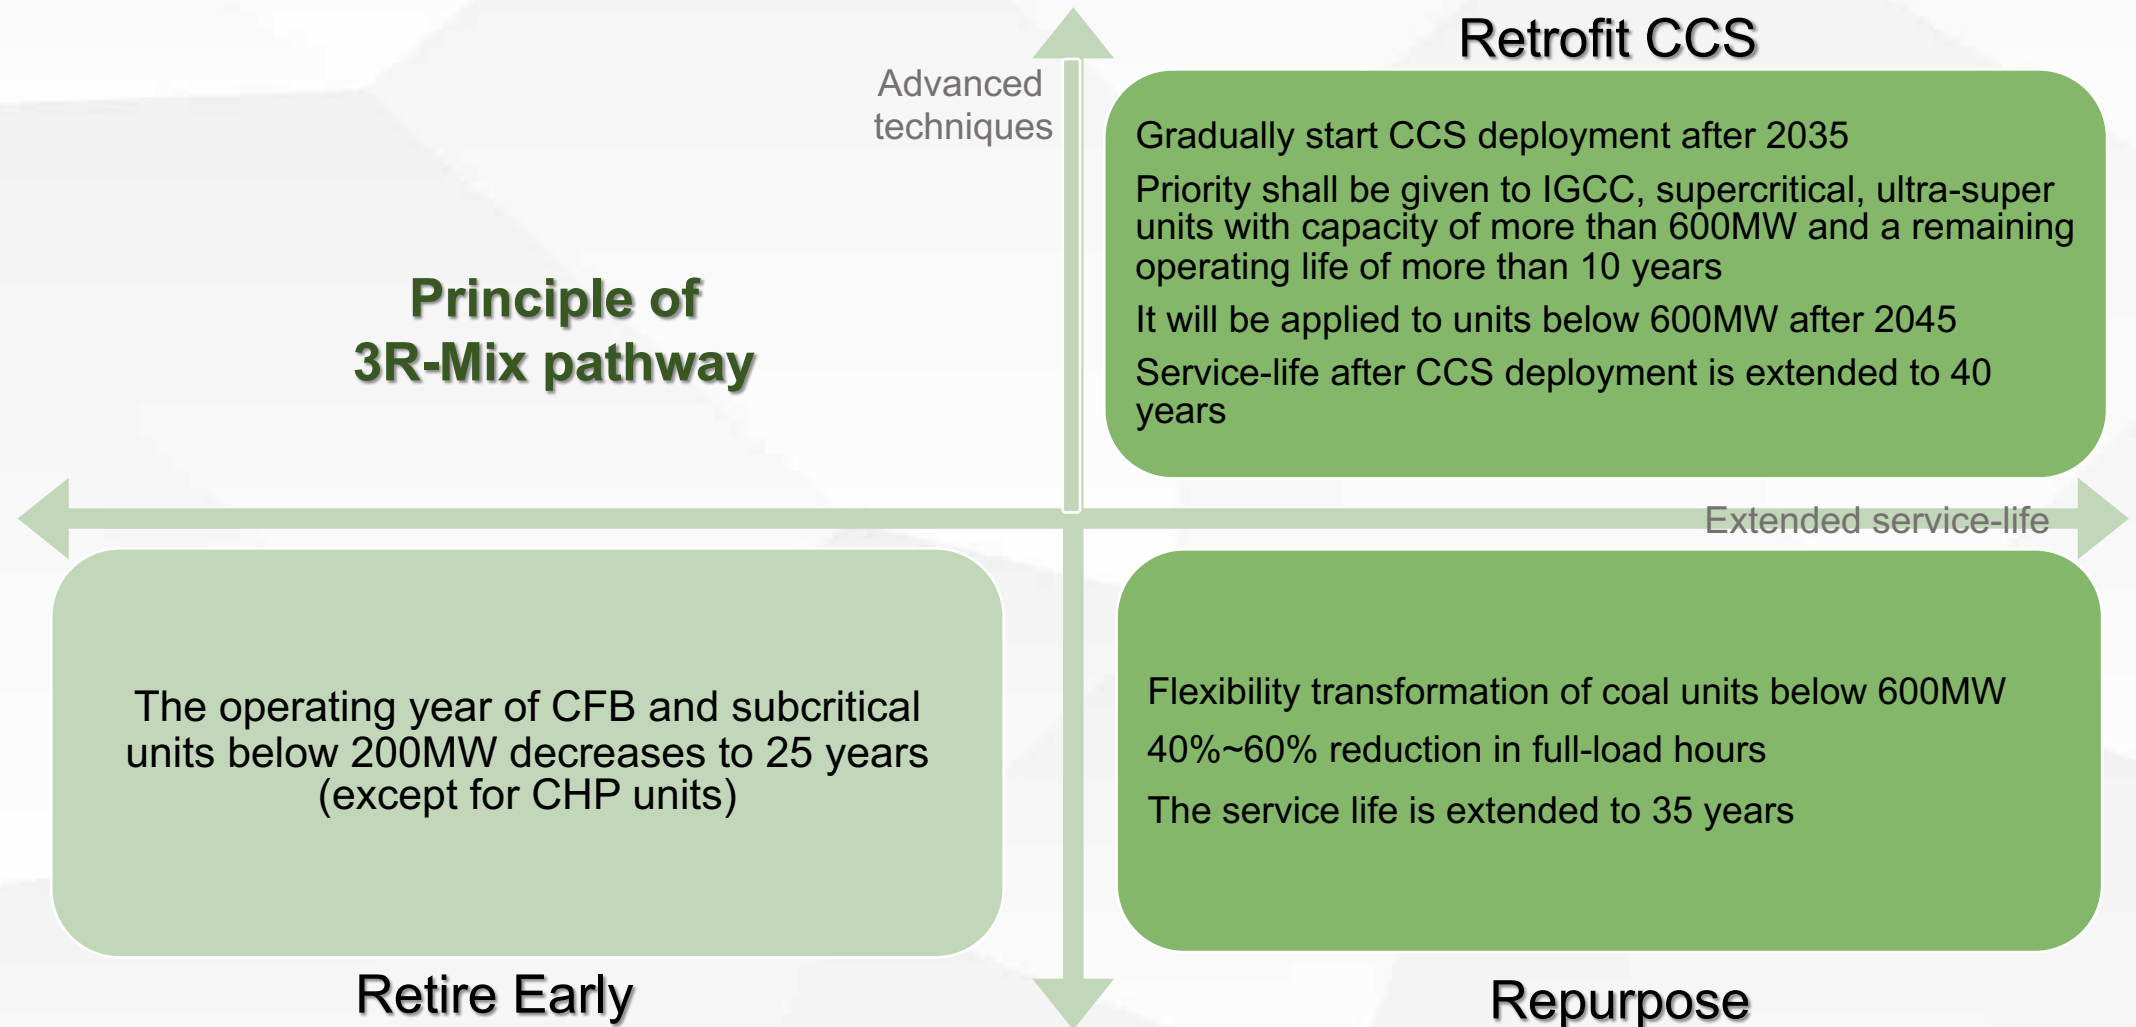 Retrofit CCS
Advanced
techniques
Gradually start CCS deployment after 2035
Priority shall be given to IGCC, supercritical, ultra-super
units with capacity of more than 600MW and a remaining
operating life of more than 10 years
It will be applied to units below 600MW after 2045
Service-life after CCS deployment is extended to 40
years
Principle of
3R-Mix pathway
Extended service-life
The operating year of CFB and subcritical
units below 200MW decreases to 25 years
(except for CHP units)
Retire Early
Flexibility transformation of coal units below 600MW
40%~60% reduction in full-load hours
The service life is extended to 35 years
Repurpose